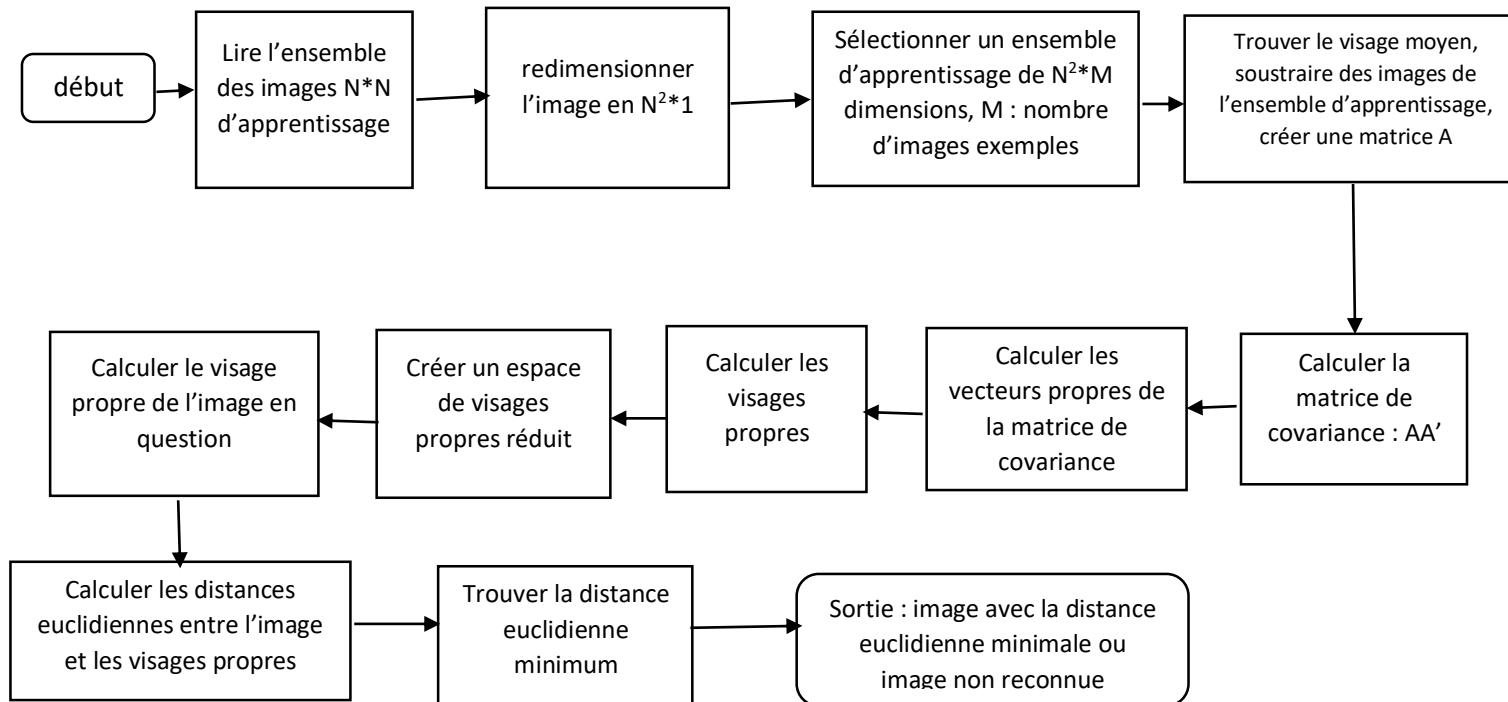 début
Lire l’ensemble
des images N*N
d’apprentissage
redimensionner
l’image en N²*1
Sélectionner un ensemble
d’apprentissage de N²*M
dimensions, M : nombre
d’images exemples
Trouver le visage moyen,
soustraire des images de
l’ensemble d’apprentissage,
créer une matrice A
Calculer la
matrice de
covariance : AA’
Calculer les
vecteurs propres de
la matrice de
covariance
Calculer les
visages
propres
Créer un espace
de visages
propres réduit
Calculer le visage
propre de l’image en
question
Calculer les distances
euclidiennes entre l’image
et les visages propres
Trouver la distance
euclidienne
minimum
Sortie : image avec la distance
euclidienne minimale ou
image non reconnue